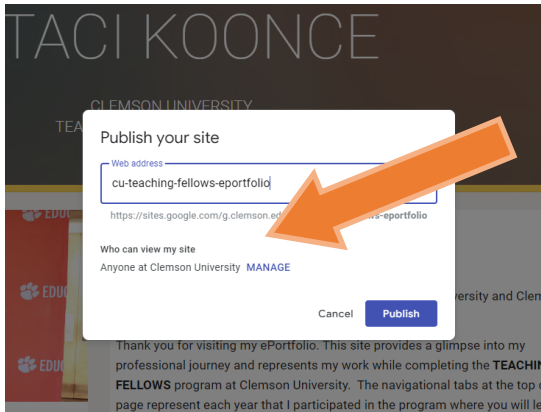 TACI KOONCE
CLEMSON UNIVERSITY
TEA
Publish your site
Web address
cu-teaching-fellows-eportfolio
https://sites.google.com/g.clemson.ed s-eportfolio
Who can view my site
Anyone at Clemson University MANAGE
Cancel Publish
EDUC
EDUC
EDUC
ersity and Clem
Thank you for visiting my ePortfolio. This site provides a glimpse into my
professional journey and represents my work while completing the TEACHIN
FELLOWS program at Clemson University. The navigational tabs at the top o
page represent each year that I participated in the program where you will le